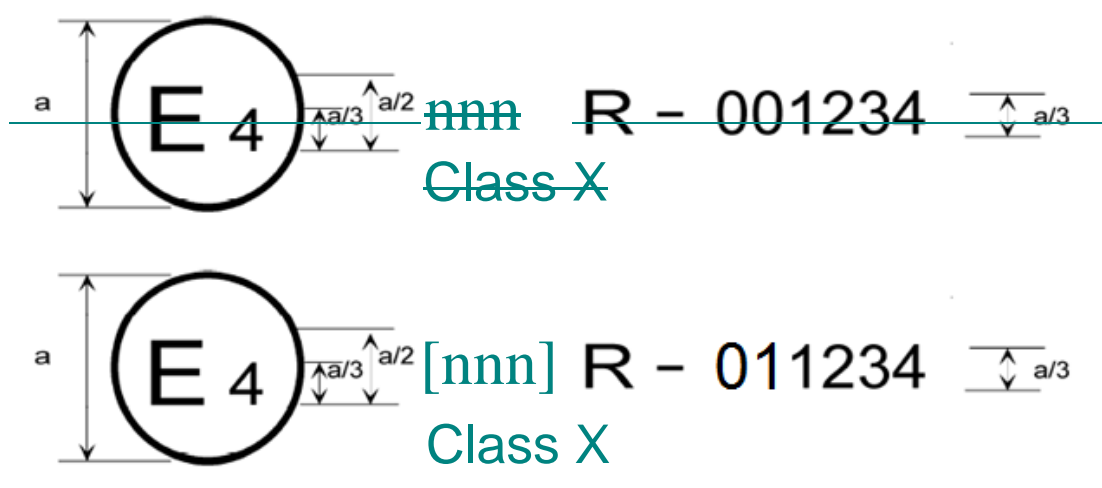 a E 4 a/3 a/2 nnn R - 001234 a/3
Class X
a E 4 a/3 a/2 [nnn] R - 011234 a/3
Class X